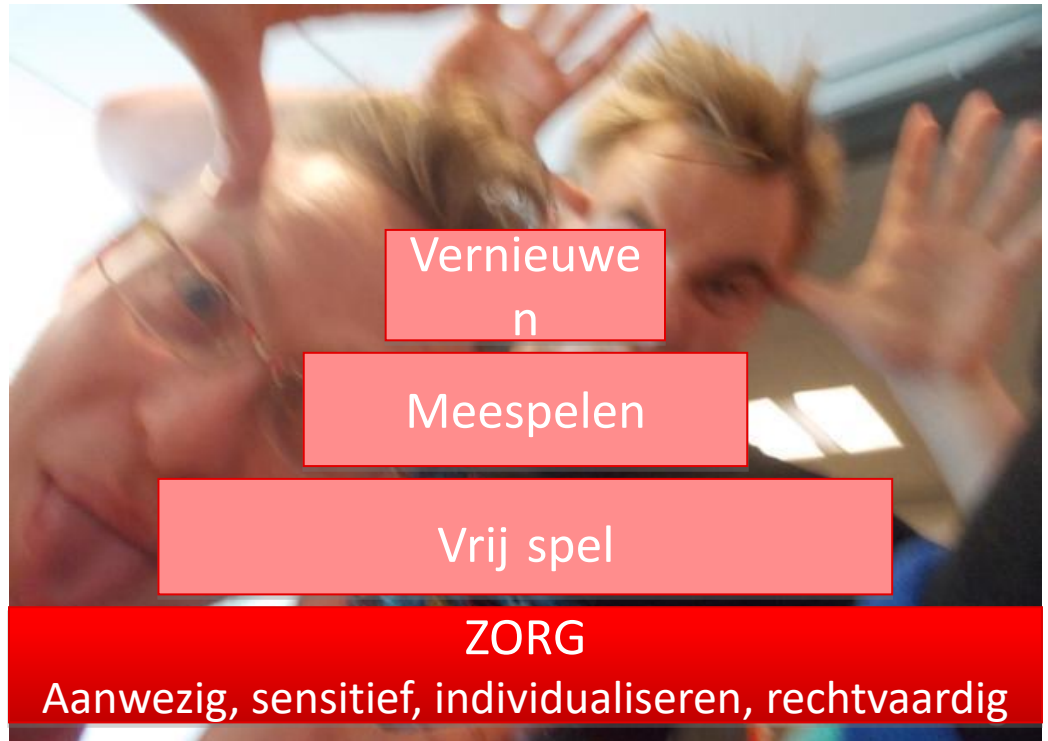 Vernieuwe
n
Meespelen
Vrij spel
ZORG
Aanwezig, sensitief, individualiseren, rechtvaardig